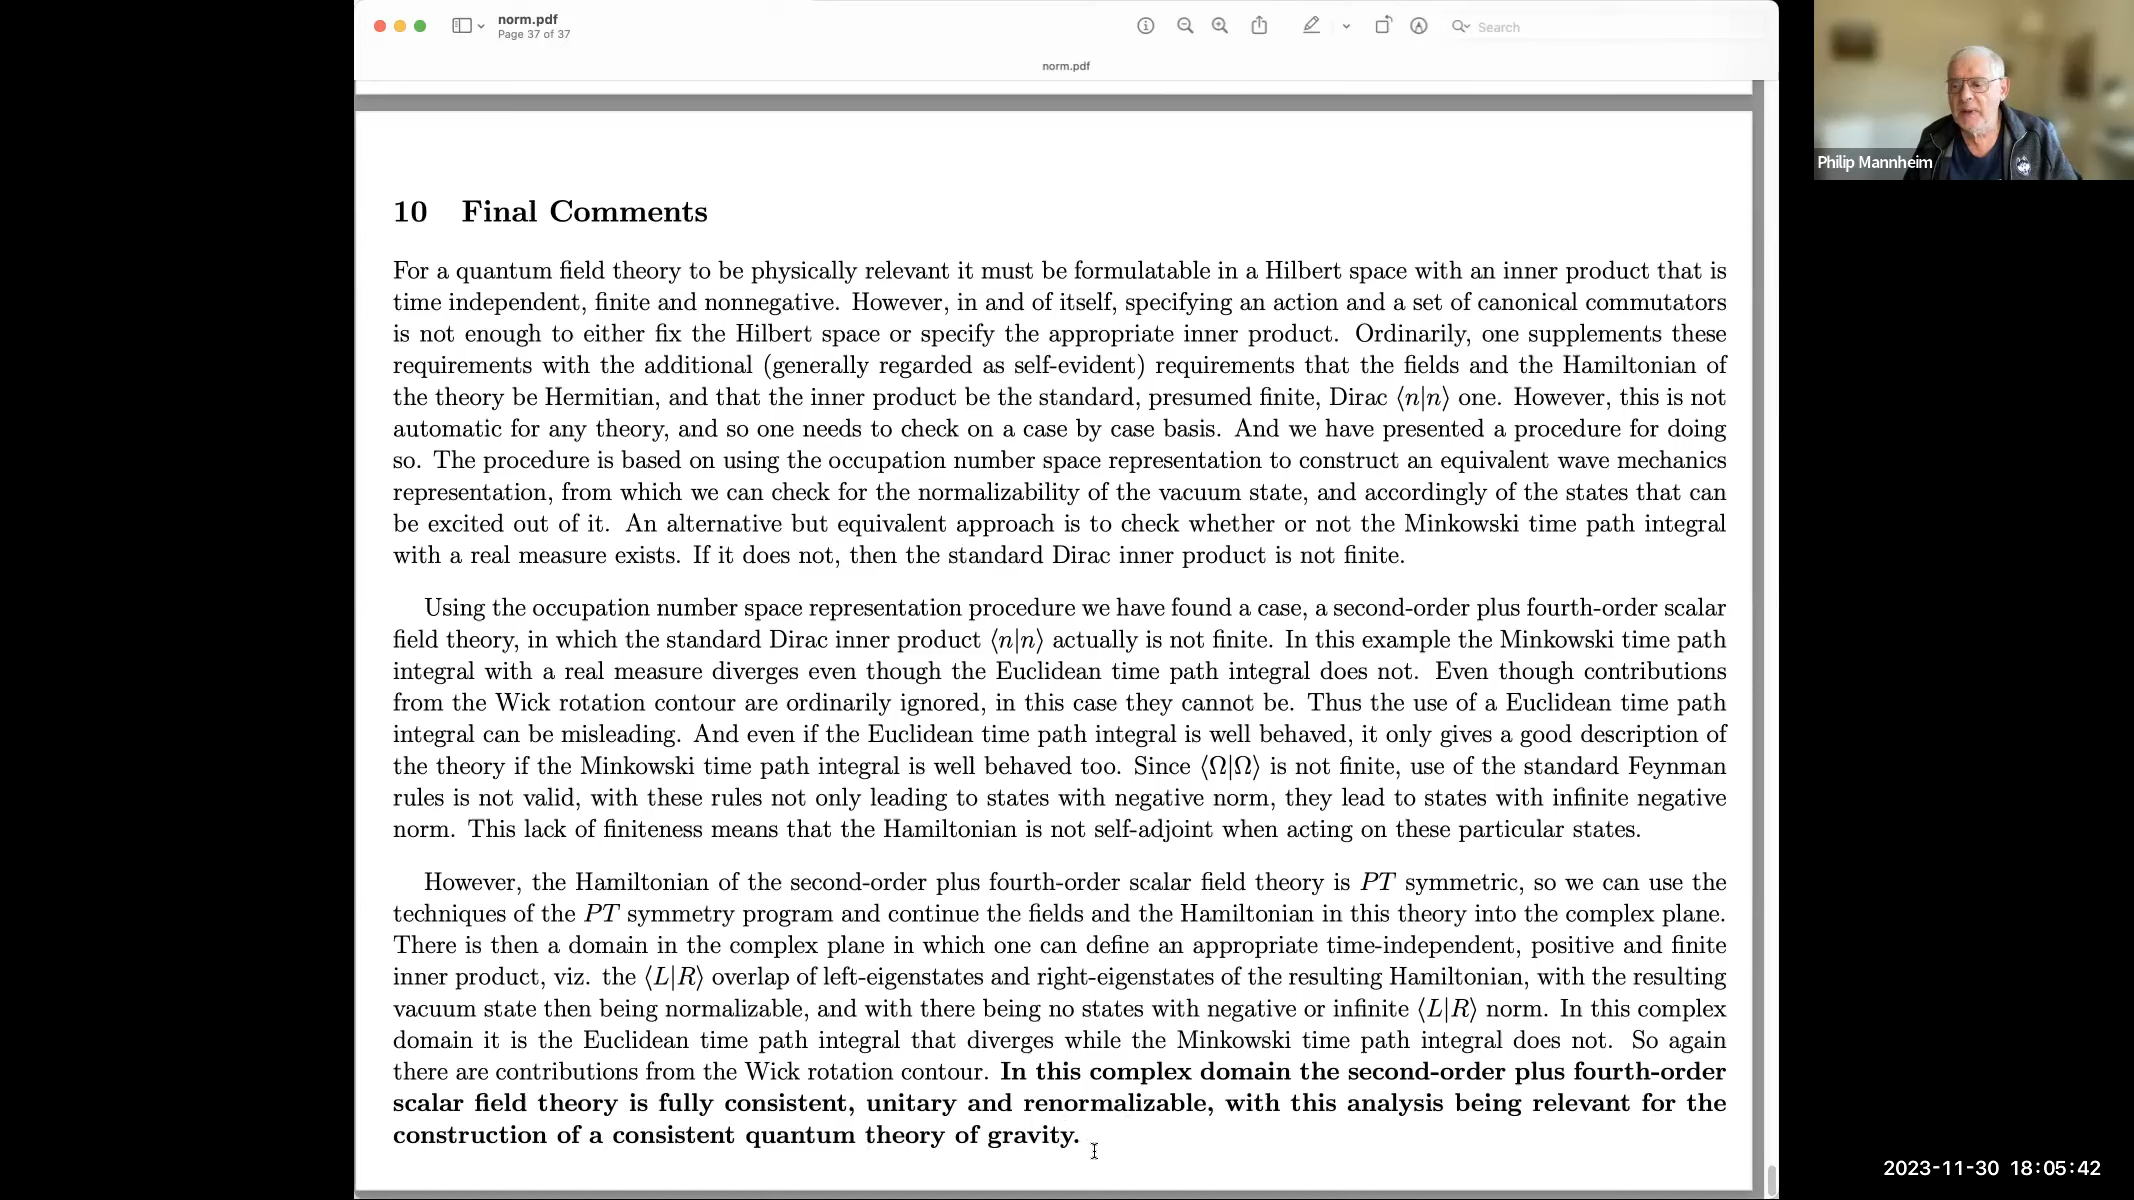 norm.pdf
Page 37 of 37
Search
norm.pdf
Philip Mannheim
10 Final Comments
For a quantum field theory to be physically relevant it must be formulatable in a Hilbert space with an inner product that is
time independent, finite and nonnegative. However, in and of itself, specifying an action and a set of canonical commutators
is not enough to either fix the Hilbert space or specify the appropriate inner product. Ordinarily, one supplements these
requirements with the additional (generally regarded as self-evident) requirements that the fields and the Hamiltonian of
the theory be Hermitian, and that the inner product be the standard, presumed finite, Dirac ⟨n|n⟩ one. However, this is not
automatic for any theory, and so one needs to check on a case by case basis. And we have presented a procedure for doing
so. The procedure is based on using the occupation number space representation to construct an equivalent wave mechanics
representation, from which we can check for the normalizability of the vacuum state, and accordingly of the states that can
be excited out of it. An alternative but equivalent approach is to check whether or not the Minkowski time path integral
with a real measure exists. If it does not, then the standard Dirac inner product is not finite.
Using the occupation number space representation procedure we have found a case, a second-order plus fourth-order scalar
field theory, in which the standard Dirac inner product ⟨n|n⟩ actually is not finite. In this example the Minkowski time path
integral with a real measure diverges even though the Euclidean time path integral does not. Even though contributions
from the Wick rotation contour are ordinarily ignored, in this case they cannot be. Thus the use of a Euclidean time path
integral can be misleading. And even if the Euclidean time path integral is well behaved, it only gives a good description of
the theory if the Minkowski time path integral is well behaved too. Since ⟨Ω|Ω⟩ is not finite, use of the standard Feynman
rules is not valid, with these rules not only leading to states with negative norm, they lead to states with infinite negative
norm. This lack of finiteness means that the Hamiltonian is not self-adjoint when acting on these particular states.
However, the Hamiltonian of the second-order plus fourth-order scalar field theory is PT symmetric, so we can use the
techniques of the PT symmetry program and continue the fields and the Hamiltonian in this theory into the complex plane.
There is then a domain in the complex plane in which one can define an appropriate time-independent, positive and finite
inner product, viz. the ⟨L|R⟩ overlap of left-eigenstates and right-eigenstates of the resulting Hamiltonian, with the resulting
vacuum state then being normalizable, and with there being no states with negative or infinite ⟨L|R⟩ norm. In this complex
domain it is the Euclidean time path integral that diverges while the Minkowski time path integral does not. So again
there are contributions from the Wick rotation contour. In this complex domain the second-order plus fourth-order
scalar field theory is fully consistent, unitary and renormalizable, with this analysis being relevant for the
construction of a consistent quantum theory of gravity.
2023-11-30 18:05:42